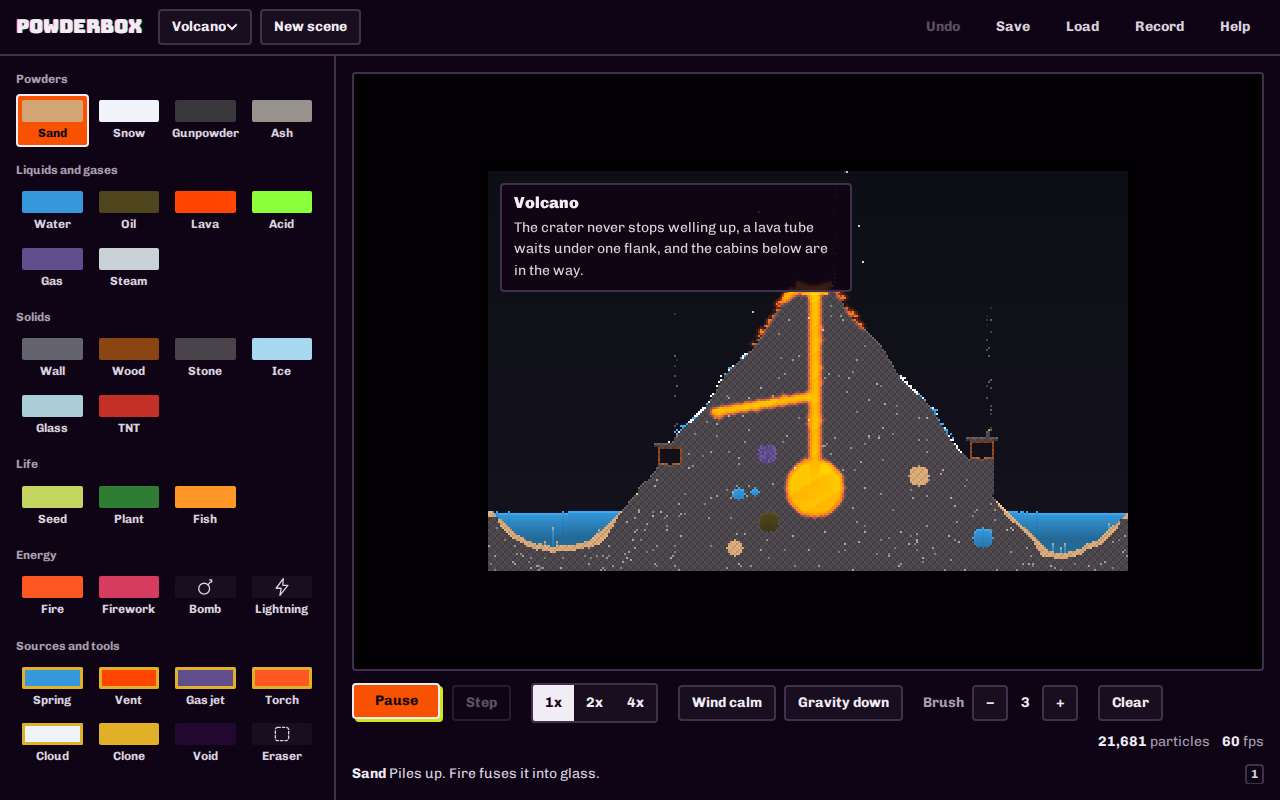 POWDERBOX Volcano New scene Undo Save Load Record Help
Powders
Sand Snow Gunpowder Ash
Liquids and gases
Water Oil Lava Acid
Gas Steam
Solids
Wall Wood Stone Ice
Glass TNT
Life
Seed Plant Fish
Energy
Fire Firework Bomb Lightning
Sources and tools
Spring Vent Gas jet Torch
Cloud Clone Void Eraser
Volcano
The crater never stops welling up, a lava tube
waits under one flank, and the cabins below are
in the way.
Pause Step 1x 2x 4x Wind calm Gravity down Brush − 3 + Clear
21,681 particles 60 fps
Sand Piles up. Fire fuses it into glass. 1